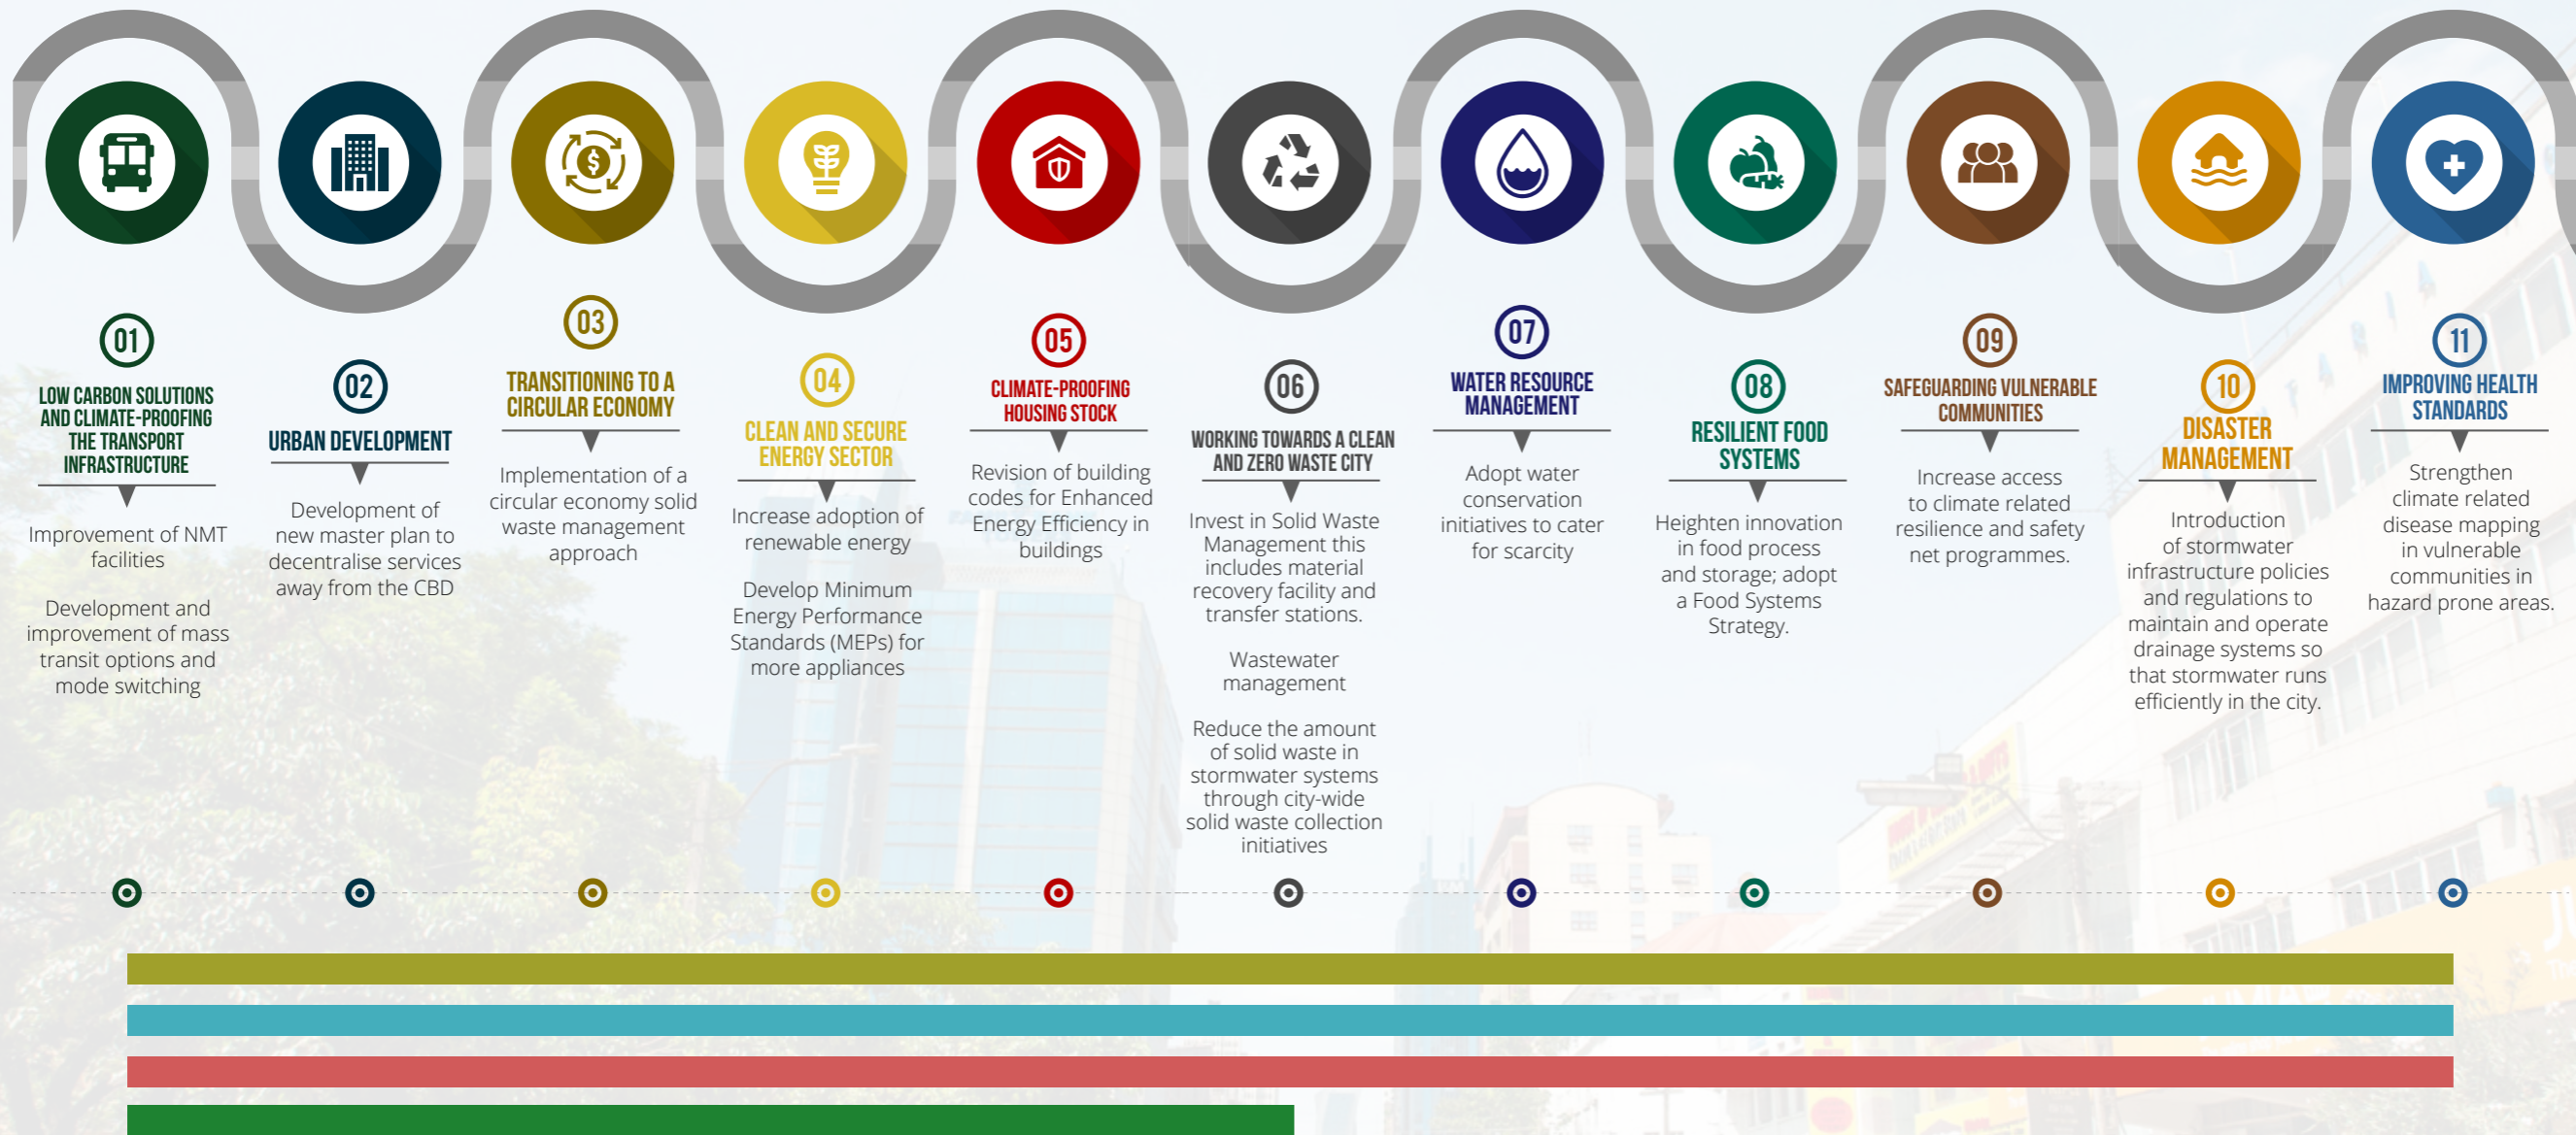 01
LOW CARBON SOLUTIONS
AND CLIMATE-PROOFING
THE TRANSPORT
INFRASTRUCTURE
Improvement of NMT
facilities
Development and
improvement of mass
transit options and
mode switching
02
URBAN DEVELOPMENT
Development of
new master plan to
decentralise services
away from the CBD
03
TRANSITIONING TO A
CIRCULAR ECONOMY
Implementation of a
circular economy solid
waste management
approach
04
CLEAN AND SECURE
ENERGY SECTOR
Increase adoption of
renewable energy
Develop Minimum
Energy Performance
Standards (MEPs) for
more appliances
05
CLIMATE-PROOFING
HOUSING STOCK
Revision of building
codes for Enhanced
Energy Efficiency in
buildings
06
WORKING TOWARDS A CLEAN
AND ZERO WASTE CITY
Invest in Solid Waste
Management this
includes material
recovery facility and
transfer stations.
Wastewater
management
Reduce the amount
of solid waste in
stormwater systems
through city-wide
solid waste collection
initiatives
07
WATER RESOURCE
MANAGEMENT
Adopt water
conservation
initiatives to cater
for scarcity
08
RESILIENT FOOD
SYSTEMS
Heighten innovation
in food process
and storage; adopt
a Food Systems
Strategy.
09
SAFEGUARDING VULNERABLE
COMMUNITIES
Increase access
to climate related
resilience and safety
net programmes.
10
DISASTER
MANAGEMENT
Introduction
of stormwater
infrastructure policies
and regulations to
maintain and operate
drainage systems so
that stormwater runs
efficiently in the city.
11
IMPROVING HEALTH
STANDARDS
Strengthen
climate related
disease mapping
in vulnerable
communities in
hazard prone areas.